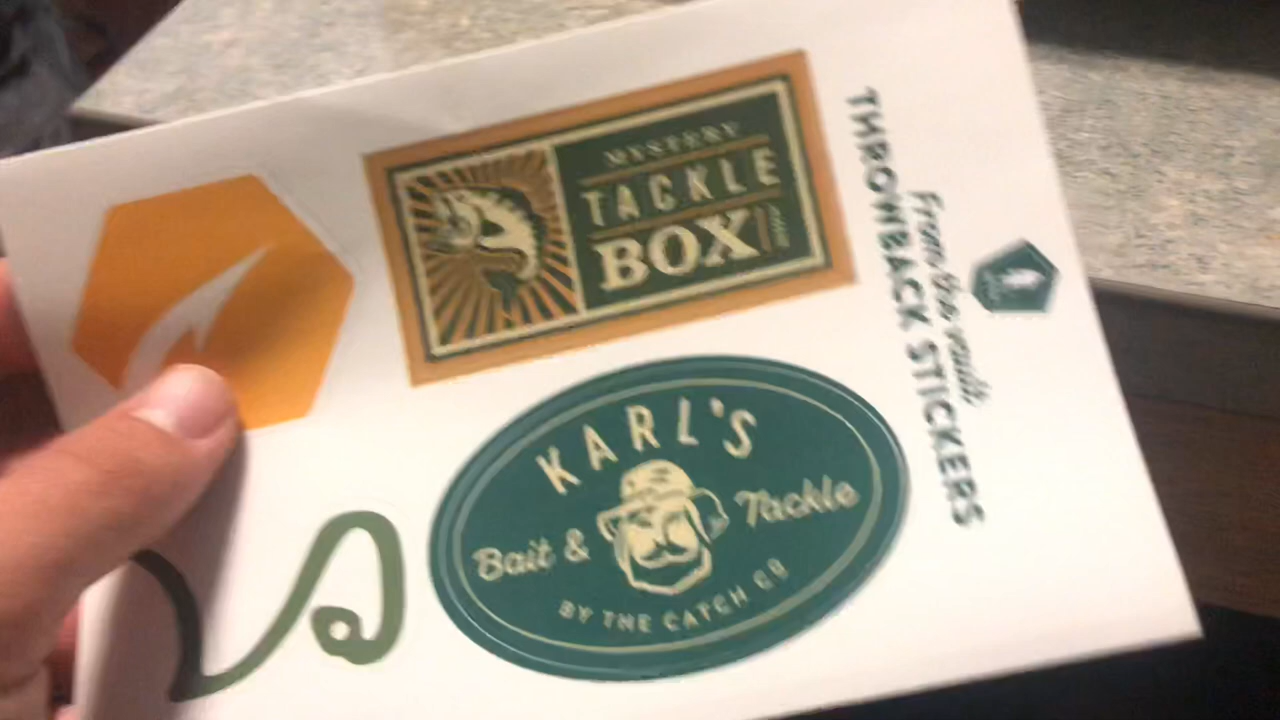 MYSTERY
TACKLE
BOX
KARL'S
Bait & Tackle
BY THE CATCH CO
From the vault
THROWBACK STICKERS